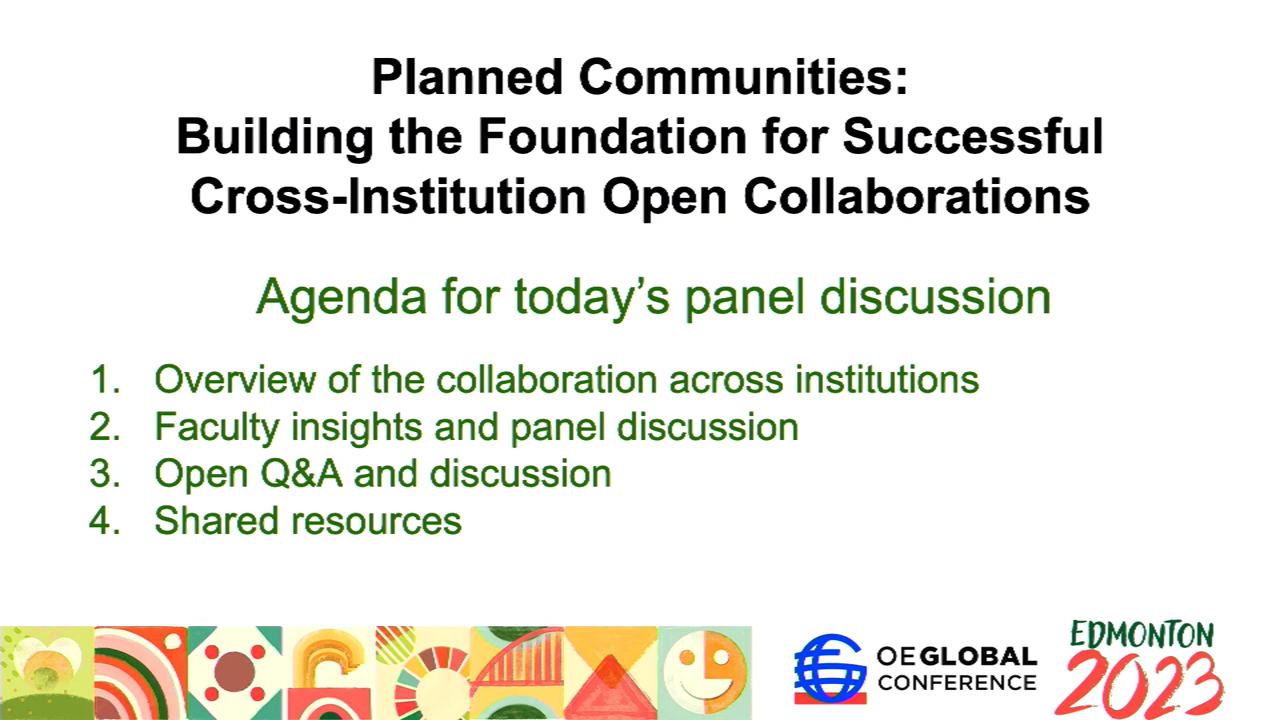 Planned Communities:
Building the Foundation for Successful
Cross-Institution Open Collaborations
Agenda for today’s panel discussion
1. Overview of the collaboration across institutions
2. Faculty insights and panel discussion
3. Open Q&A and discussion
4. Shared resources
OEGLOBAL
CONFERENCE
EDMONTON
2023